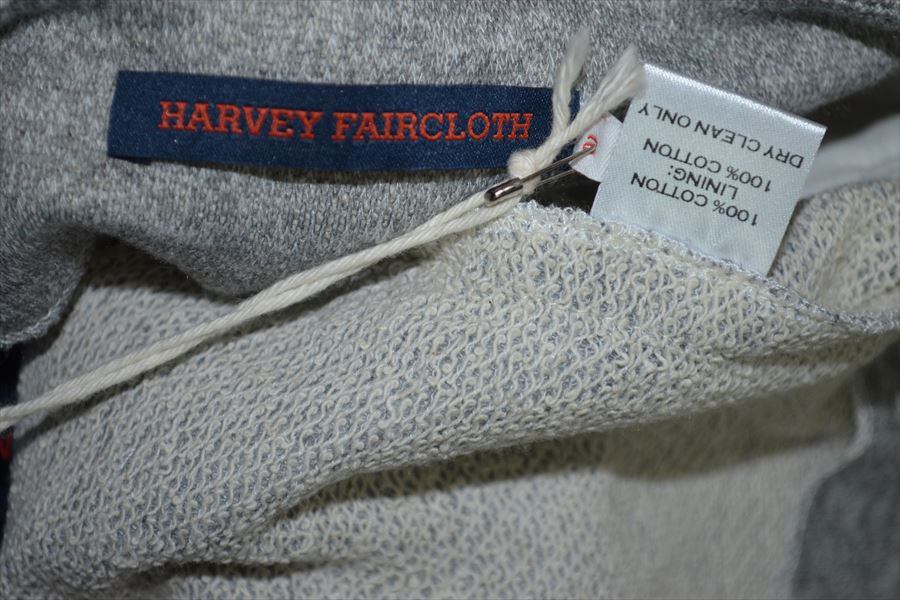 HARVEY FAIRCLOTH
100% COTTON
LINING:
100% COTTON
DRY CLEAN ONLY